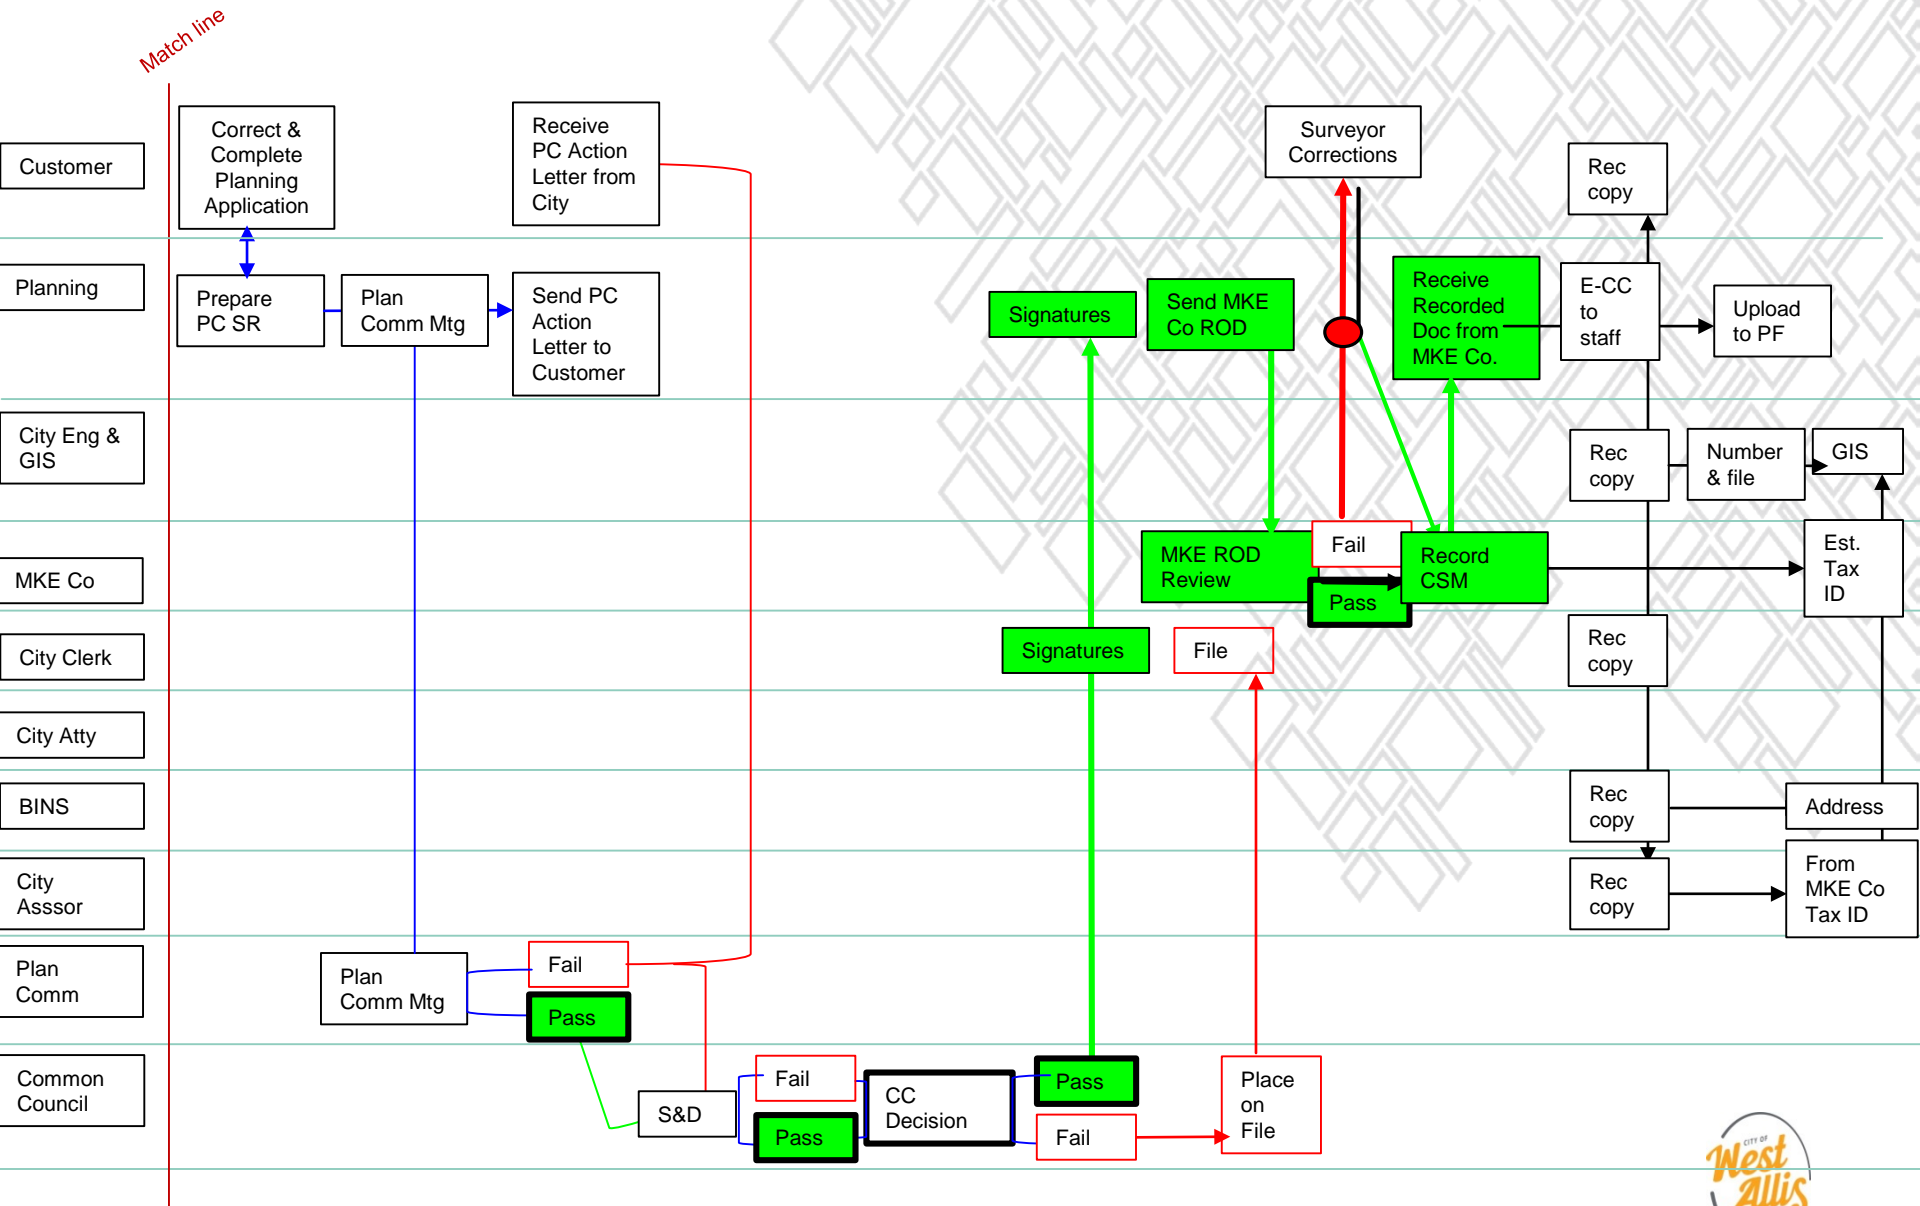 Match line
Customer
Correct &
Complete
Planning
Application
Receive
PC Action
Letter from
City
Surveyor
Corrections
Rec
copy
Planning
Prepare
PC SR
Plan
Comm Mtg
Send PC
Action
Letter to
Customer
Signatures
Send MKE
Co ROD
Receive
Recorded
Doc from
MKE Co.
E-CC
to
staff
Upload
to PF
City Eng &
GIS
Rec
copy
Number
& file
GIS
MKE Co
MKE ROD
Review
Fail
Pass
Record
CSM
Est.
Tax
ID
City Clerk
Signatures
File
Rec
copy
City Atty
BINS
Rec
copy
Address
City
Asssor
Rec
copy
From
MKE Co
Tax ID
Plan
Comm
Plan
Comm Mtg
Fail
Pass
Common
Council
S&D
Fail
Pass
CC
Decision
Pass
Fail
Place
on
File
CITY OF
West
Allis